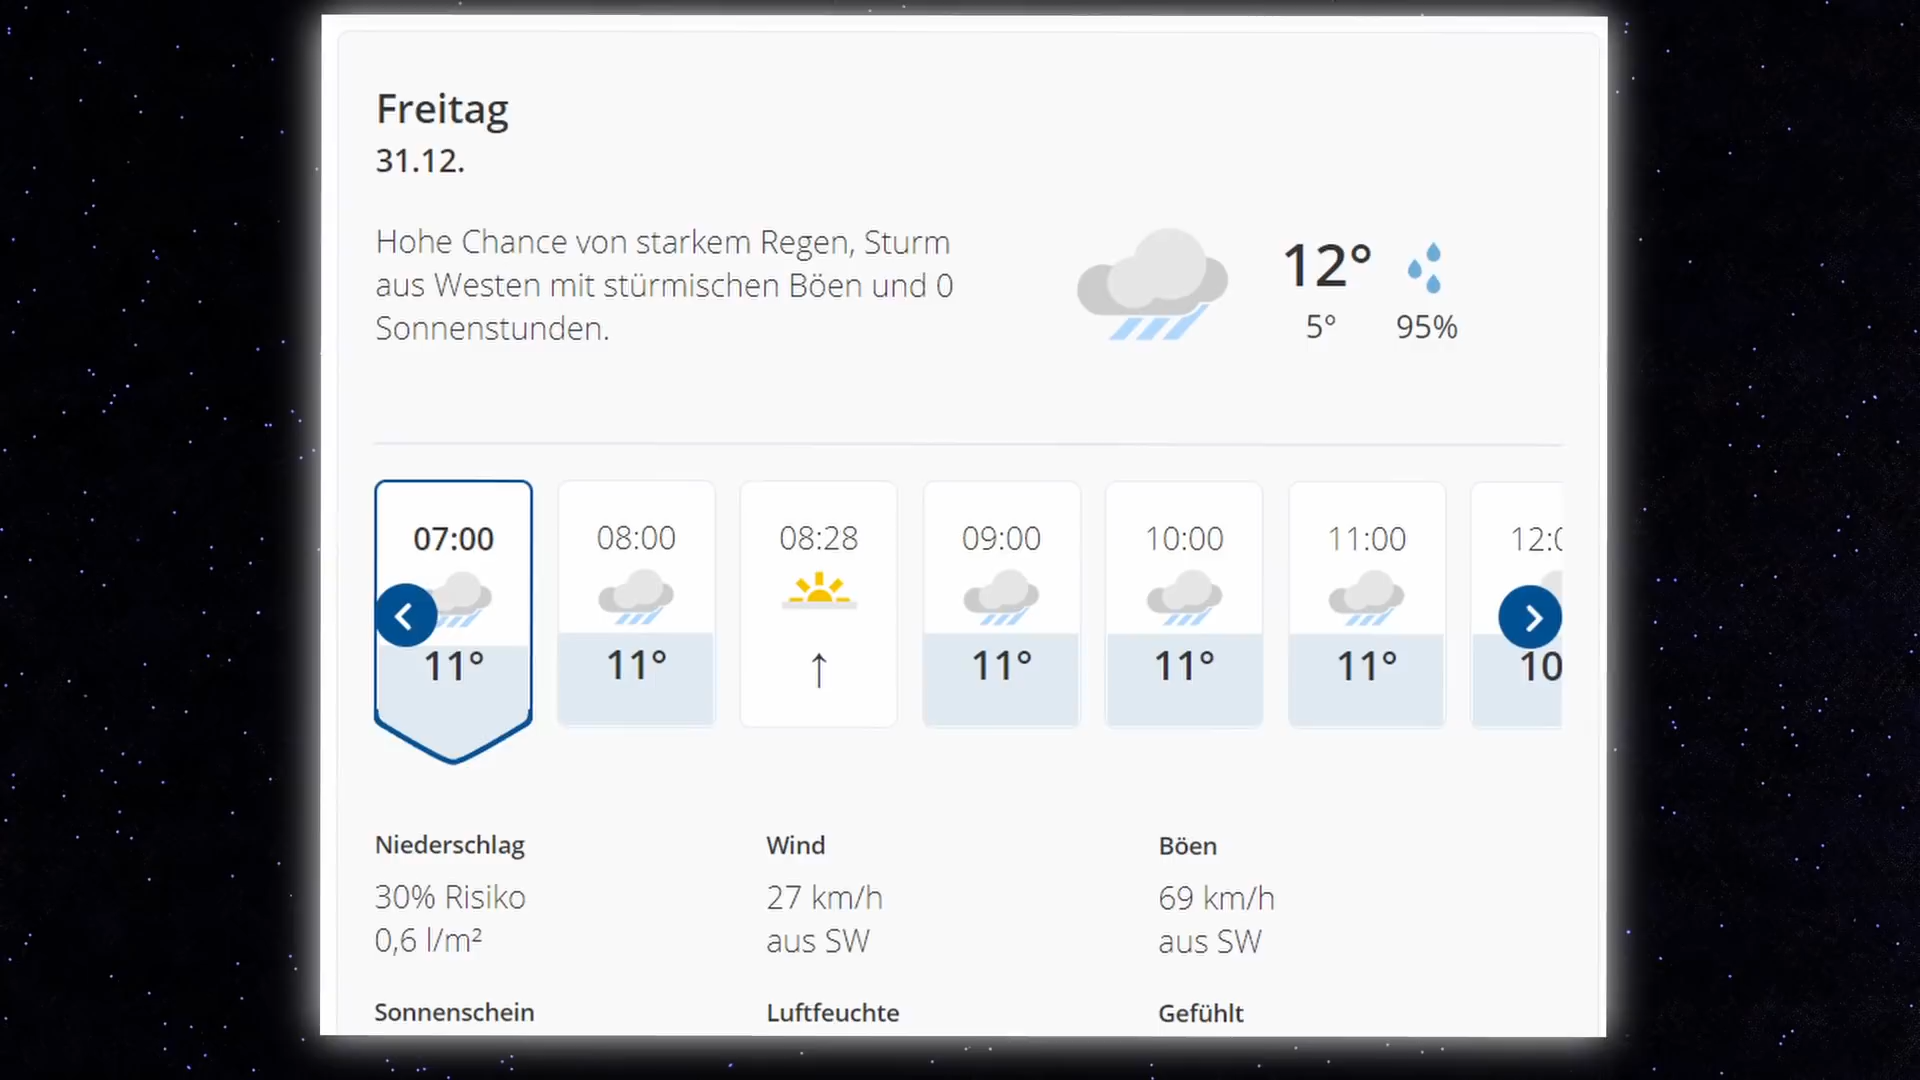 Freitag
31.12.
Hohe Chance von starkem Regen, Sturm
aus Westen mit stürmischen Böen und 0
Sonnenstunden.
12°
5° 95%
07:00 08:00 08:28 09:00 10:00 11:00
11° 11° 11° 11° 11° 10
Niederschlag Wind Böen
30% Risiko 27 km/h 69 km/h
0,6 l/m² aus SW aus SW
Sonnenschein Luftfeuchte Gefühlt